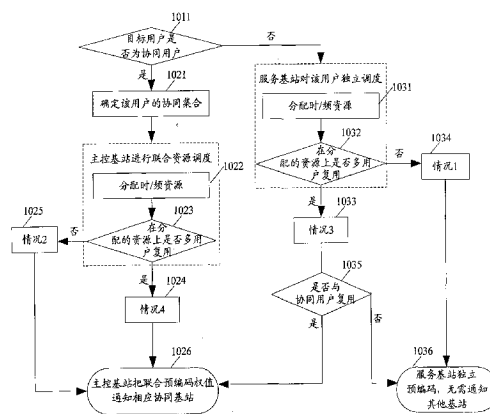 1011
目标用户是
否为协同用户
否
是
1021
确定该用户的协同集合
服务基站对该用户独立调度
1031
分配时/频资源
1032
在分
配的资源上是否多用
户复用
否
1034
情况1
主控基站进行联合资源调度
1022
分配时/频资源
1023
在分
配的资源上是否多用
户复用
1025
否
情况2
是
1033
情况3
是
1024
情况4
1035
是否与
协同用户复用
是
否
1026
主控基站把联合预编码权值
通知相应协同基站
1036
服务基站独立
预编码，无需通知
其他基站